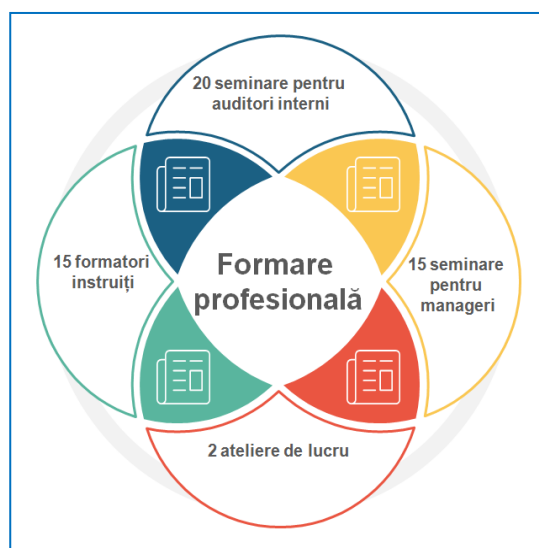 20 seminare pentru
auditori interni
15 formatori
instruiți
Formare
profesională
15 seminare
pentru
manageri
2 ateliere de lucru